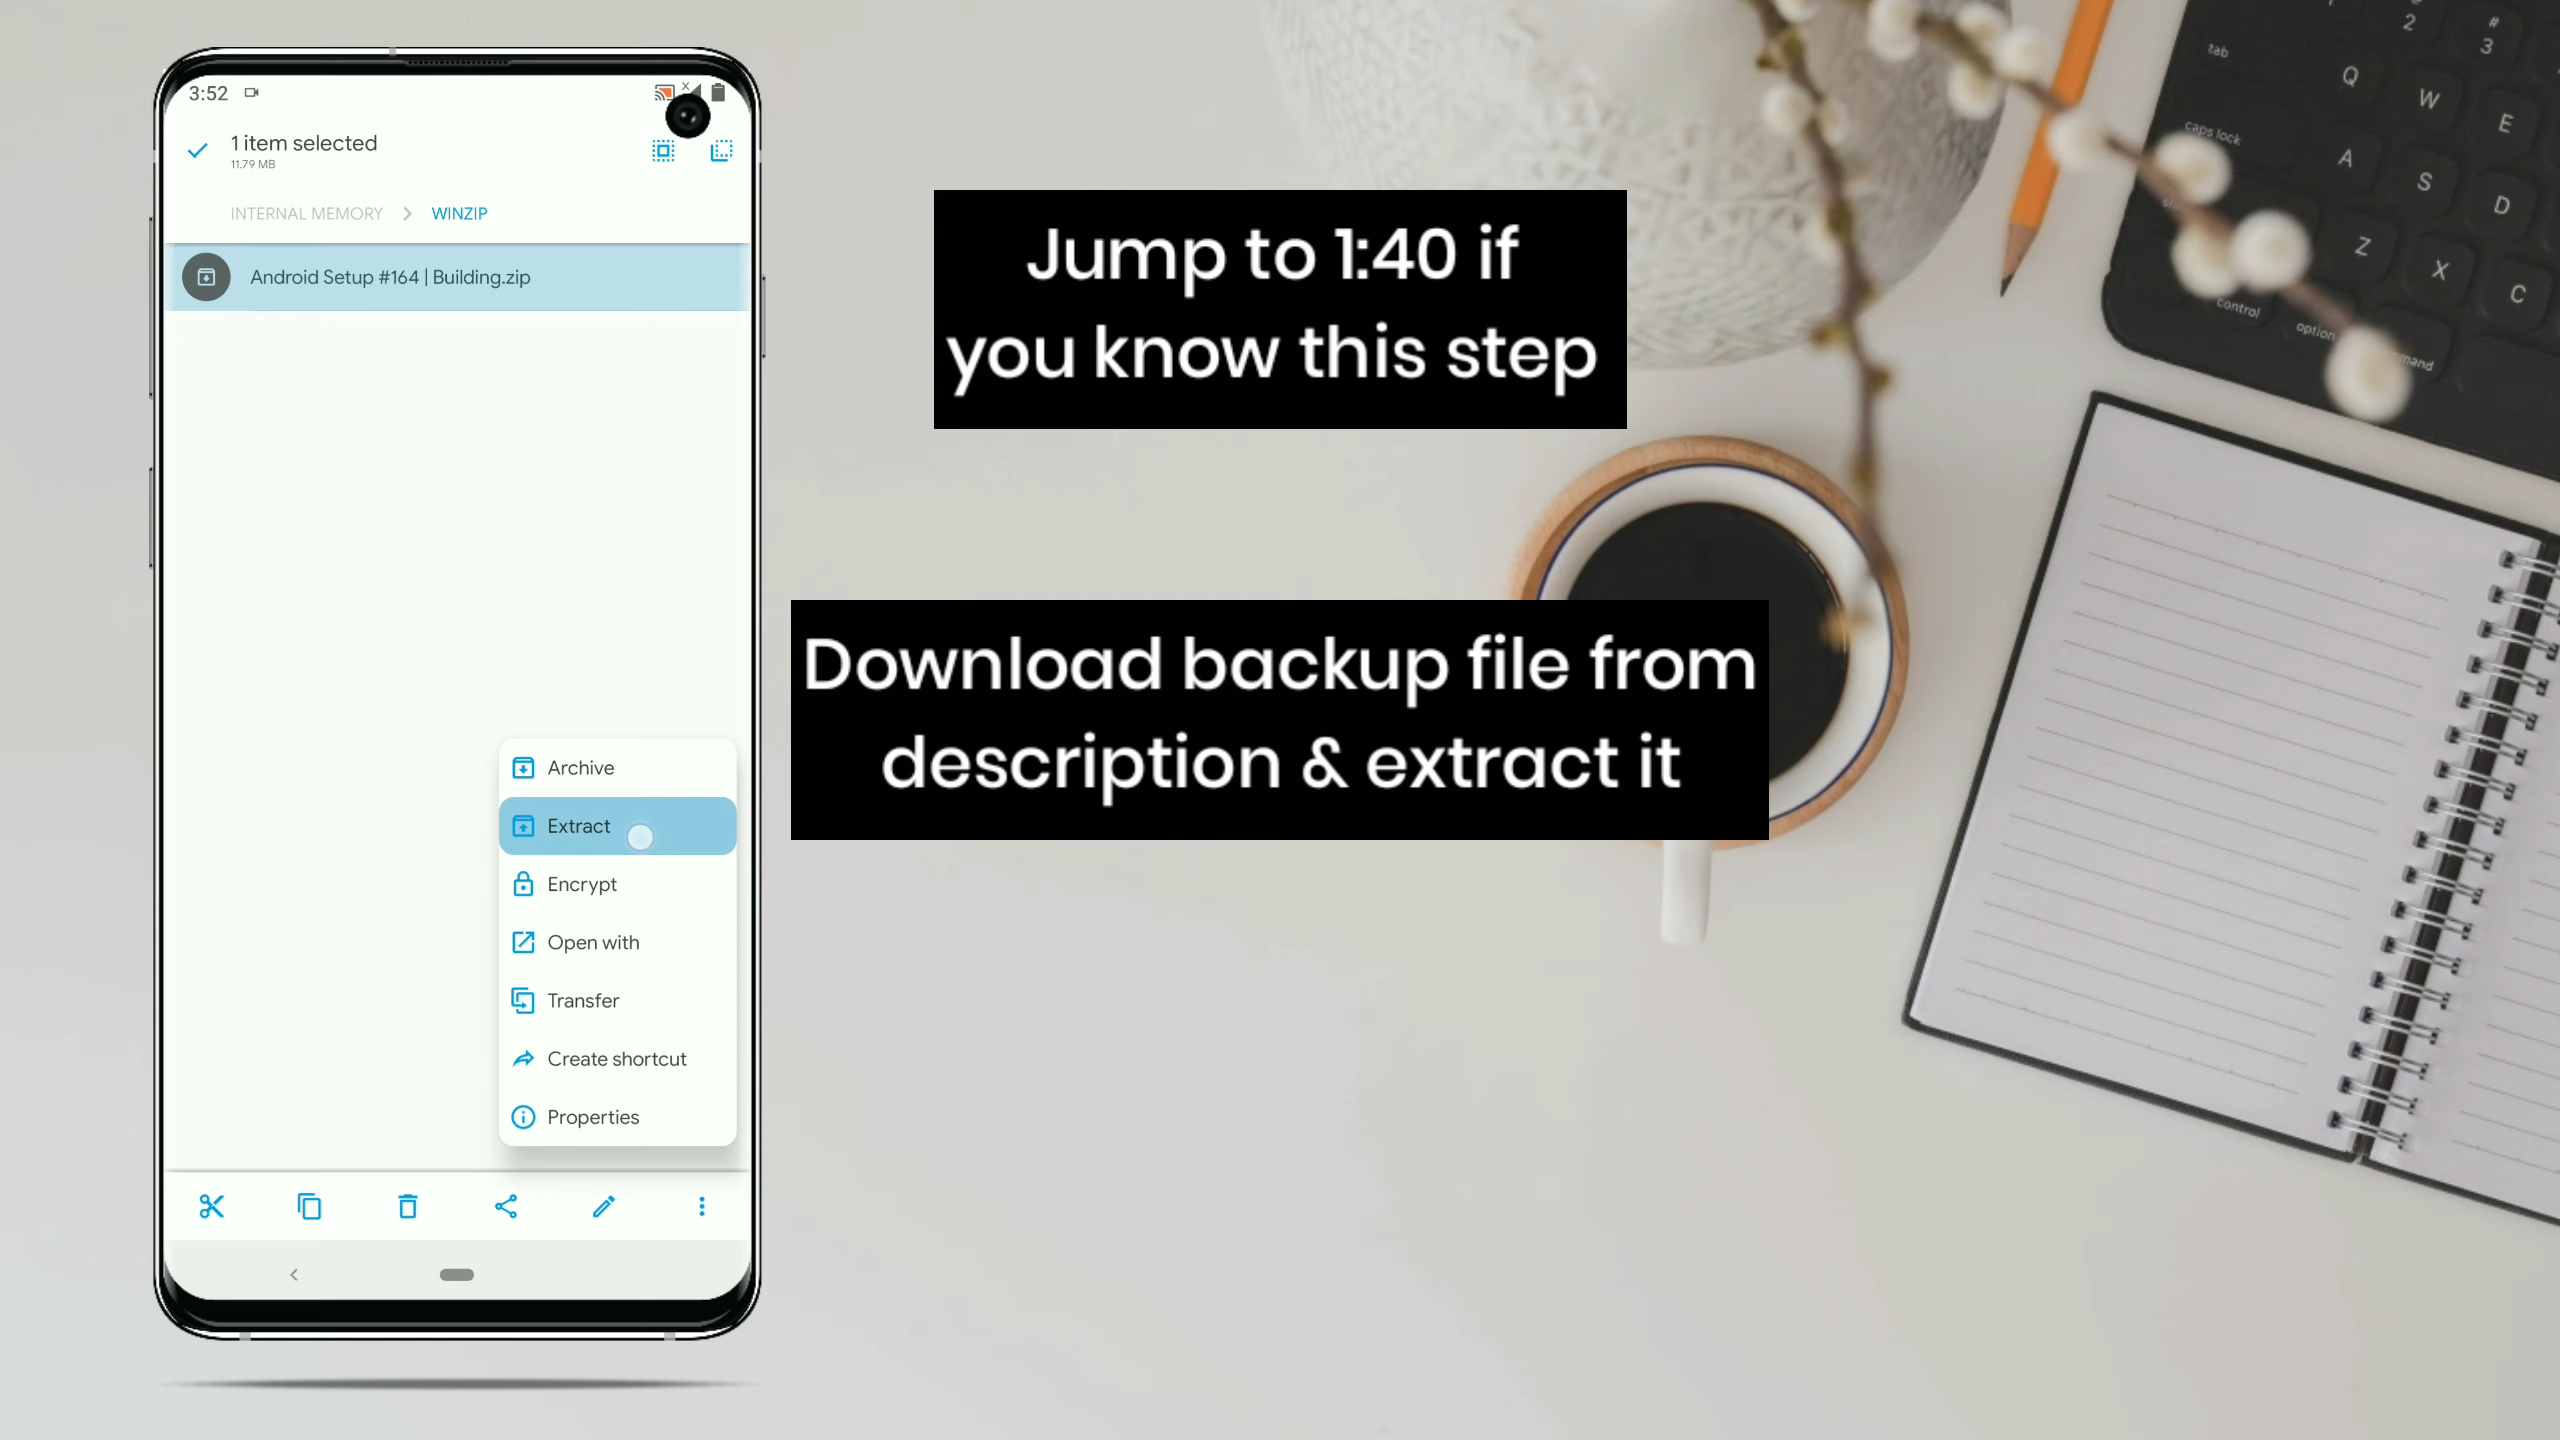 3:52
1 item selected
11.79 MB
INTERNAL MEMORY > WINZIP
Android Setup #164 | Building.zip
Archive
Extract
Encrypt
Open with
Transfer
Create shortcut
Properties
Jump to 1:40 if
you know this step
Download backup file from
description & extract it
2
#
3
tab
Q
W
E
caps lock
A
S
D
Z
X
C
control
option
mand